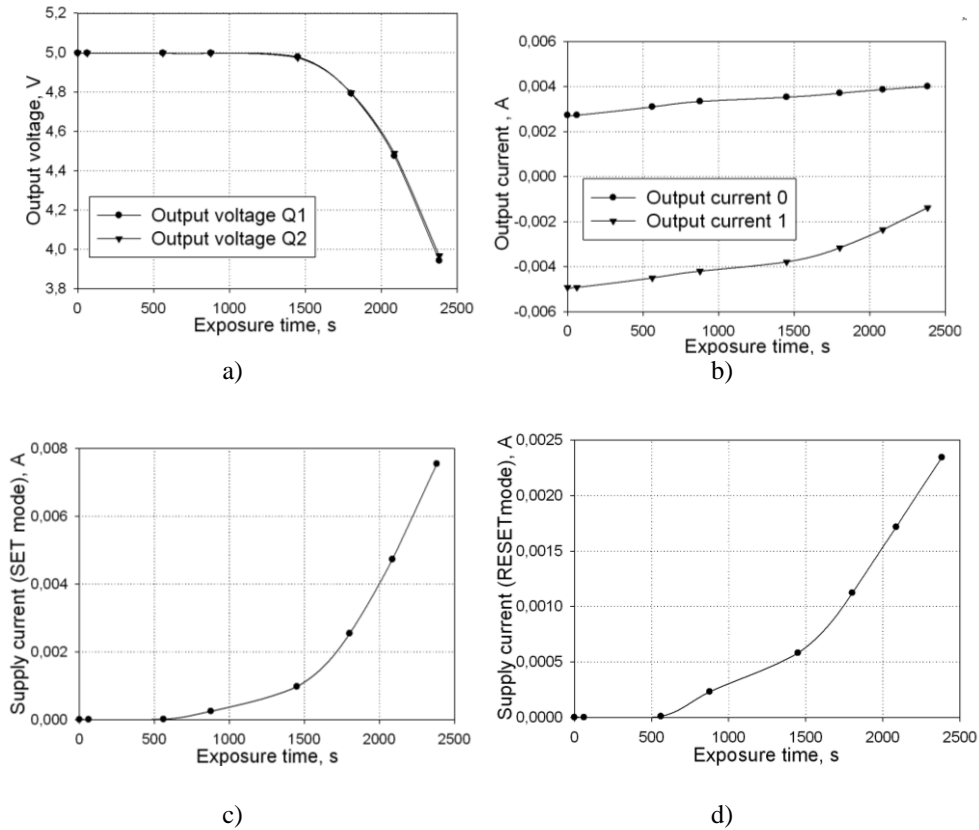 5,2
5,0
4,8
4,6
4,4
4,2
4,0
3,8
Output voltage, V
Output voltage Q1
Output voltage Q2
0 500 1000 1500 2000 2500
Exposure time, s
a)
0,006
0,004
0,002
0,000
-0,002
-0,004
-0,006
Output current , A
Output current 0
Output current 1
0 500 1000 1500 2000 2500
Exposure time, s
b)
0,008
0,006
0,004
0,002
0,000
Supply current (SET mode), A
0 500 1000 1500 2000 2500
Exposure time, s
c)
0,0025
0,0020
0,0015
0,0010
0,0005
0,0000
Supply current (RESETmode), A
0 500 1000 1500 2000 2500
Exposure time, s
d)